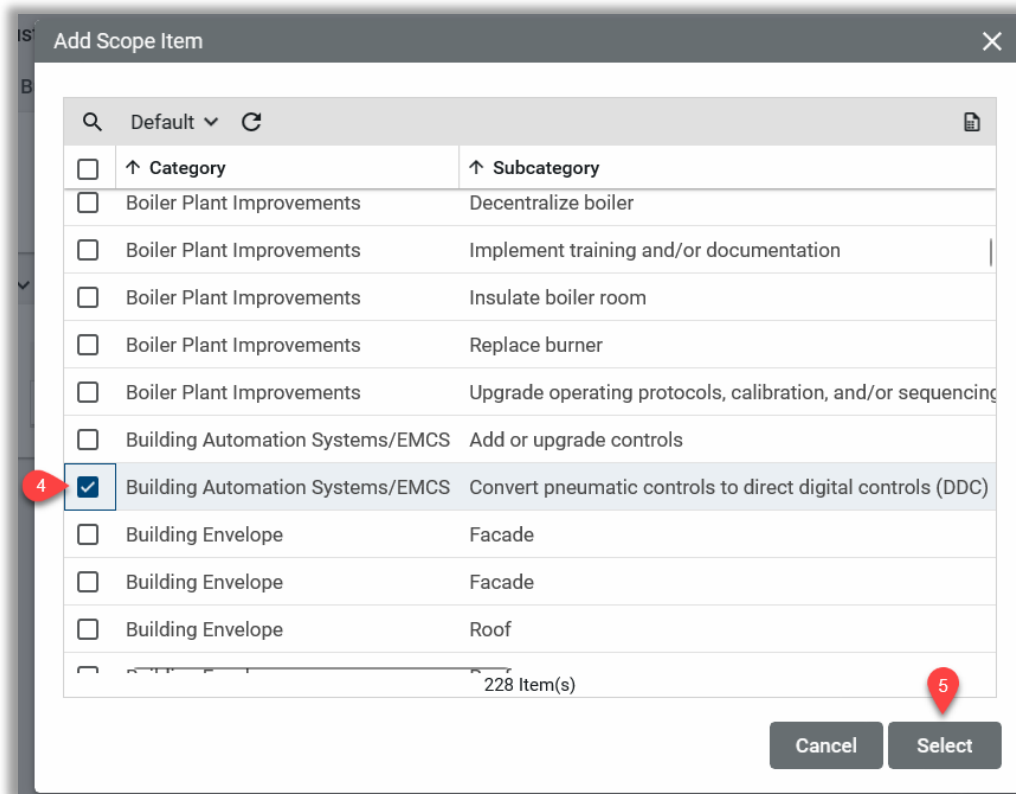 Add Scope Item
Default
Category Subcategory
Boiler Plant Improvements Decentralize boiler
Boiler Plant Improvements Implement training and/or documentation
Boiler Plant Improvements Insulate boiler room
Boiler Plant Improvements Replace burner
Boiler Plant Improvements Upgrade operating protocols, calibration, and/or sequencing
Building Automation Systems/EMCS Add or upgrade controls
4 Building Automation Systems/EMCS Convert pneumatic controls to direct digital controls (DDC)
Building Envelope Facade
Building Envelope Facade
Building Envelope Roof
228 Item(s)
5
Cancel Select